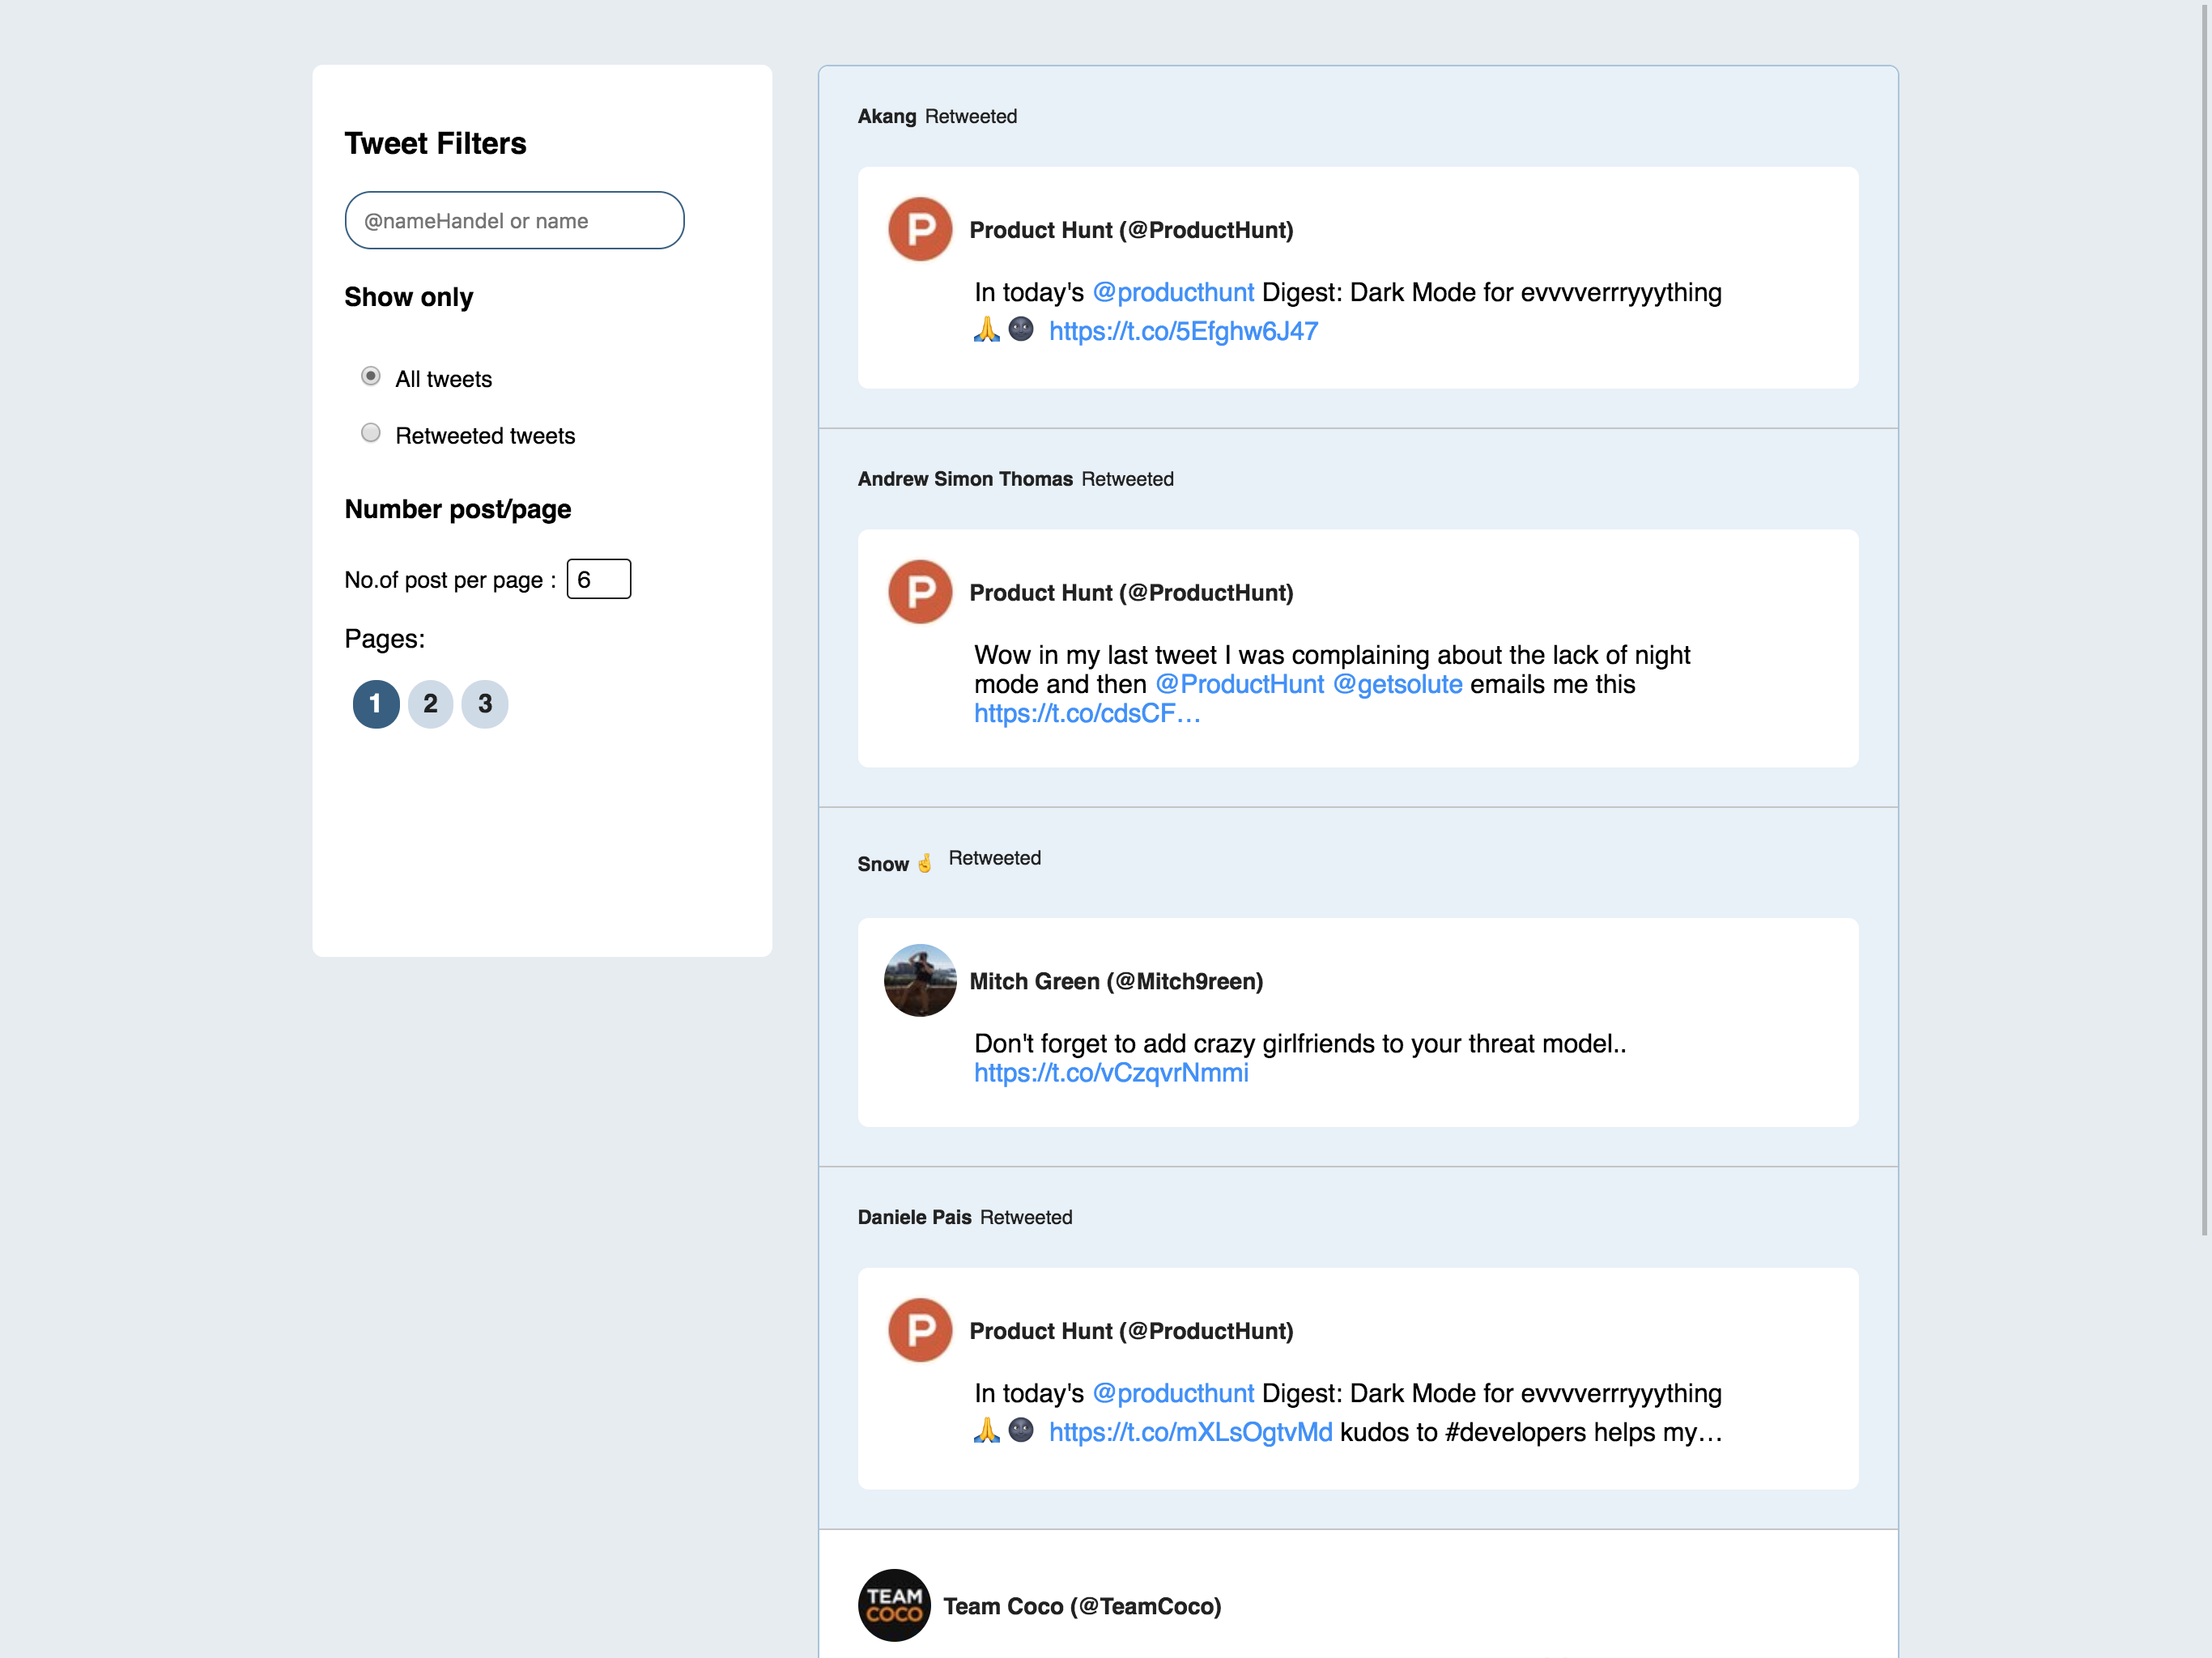 Tweet Filters
@nameHandel or name
Show only
All tweets
Retweeted tweets
Number post/page
No.of post per page : 6
Pages:
1 2 3
Akang Retweeted
P
Product Hunt (@ProductHunt)
In today's @producthunt Digest: Dark Mode for evvvverrryyything
🙏🌚 https://t.co/5Efghw6J47
Andrew Simon Thomas Retweeted
P
Product Hunt (@ProductHunt)
Wow in my last tweet I was complaining about the lack of night
mode and then @ProductHunt @getsolute emails me this
https://t.co/cdsCF…
Snow 🤞 Retweeted
Mitch Green (@Mitch9reen)
Don't forget to add crazy girlfriends to your threat model..
https://t.co/vCzqvrNmmi
Daniele Pais Retweeted
P
Product Hunt (@ProductHunt)
In today's @producthunt Digest: Dark Mode for evvvverrryyything
🙏🌚 https://t.co/mXLsOgtvMd kudos to #developers helps my…
TEAM
COCO
Team Coco (@TeamCoco)